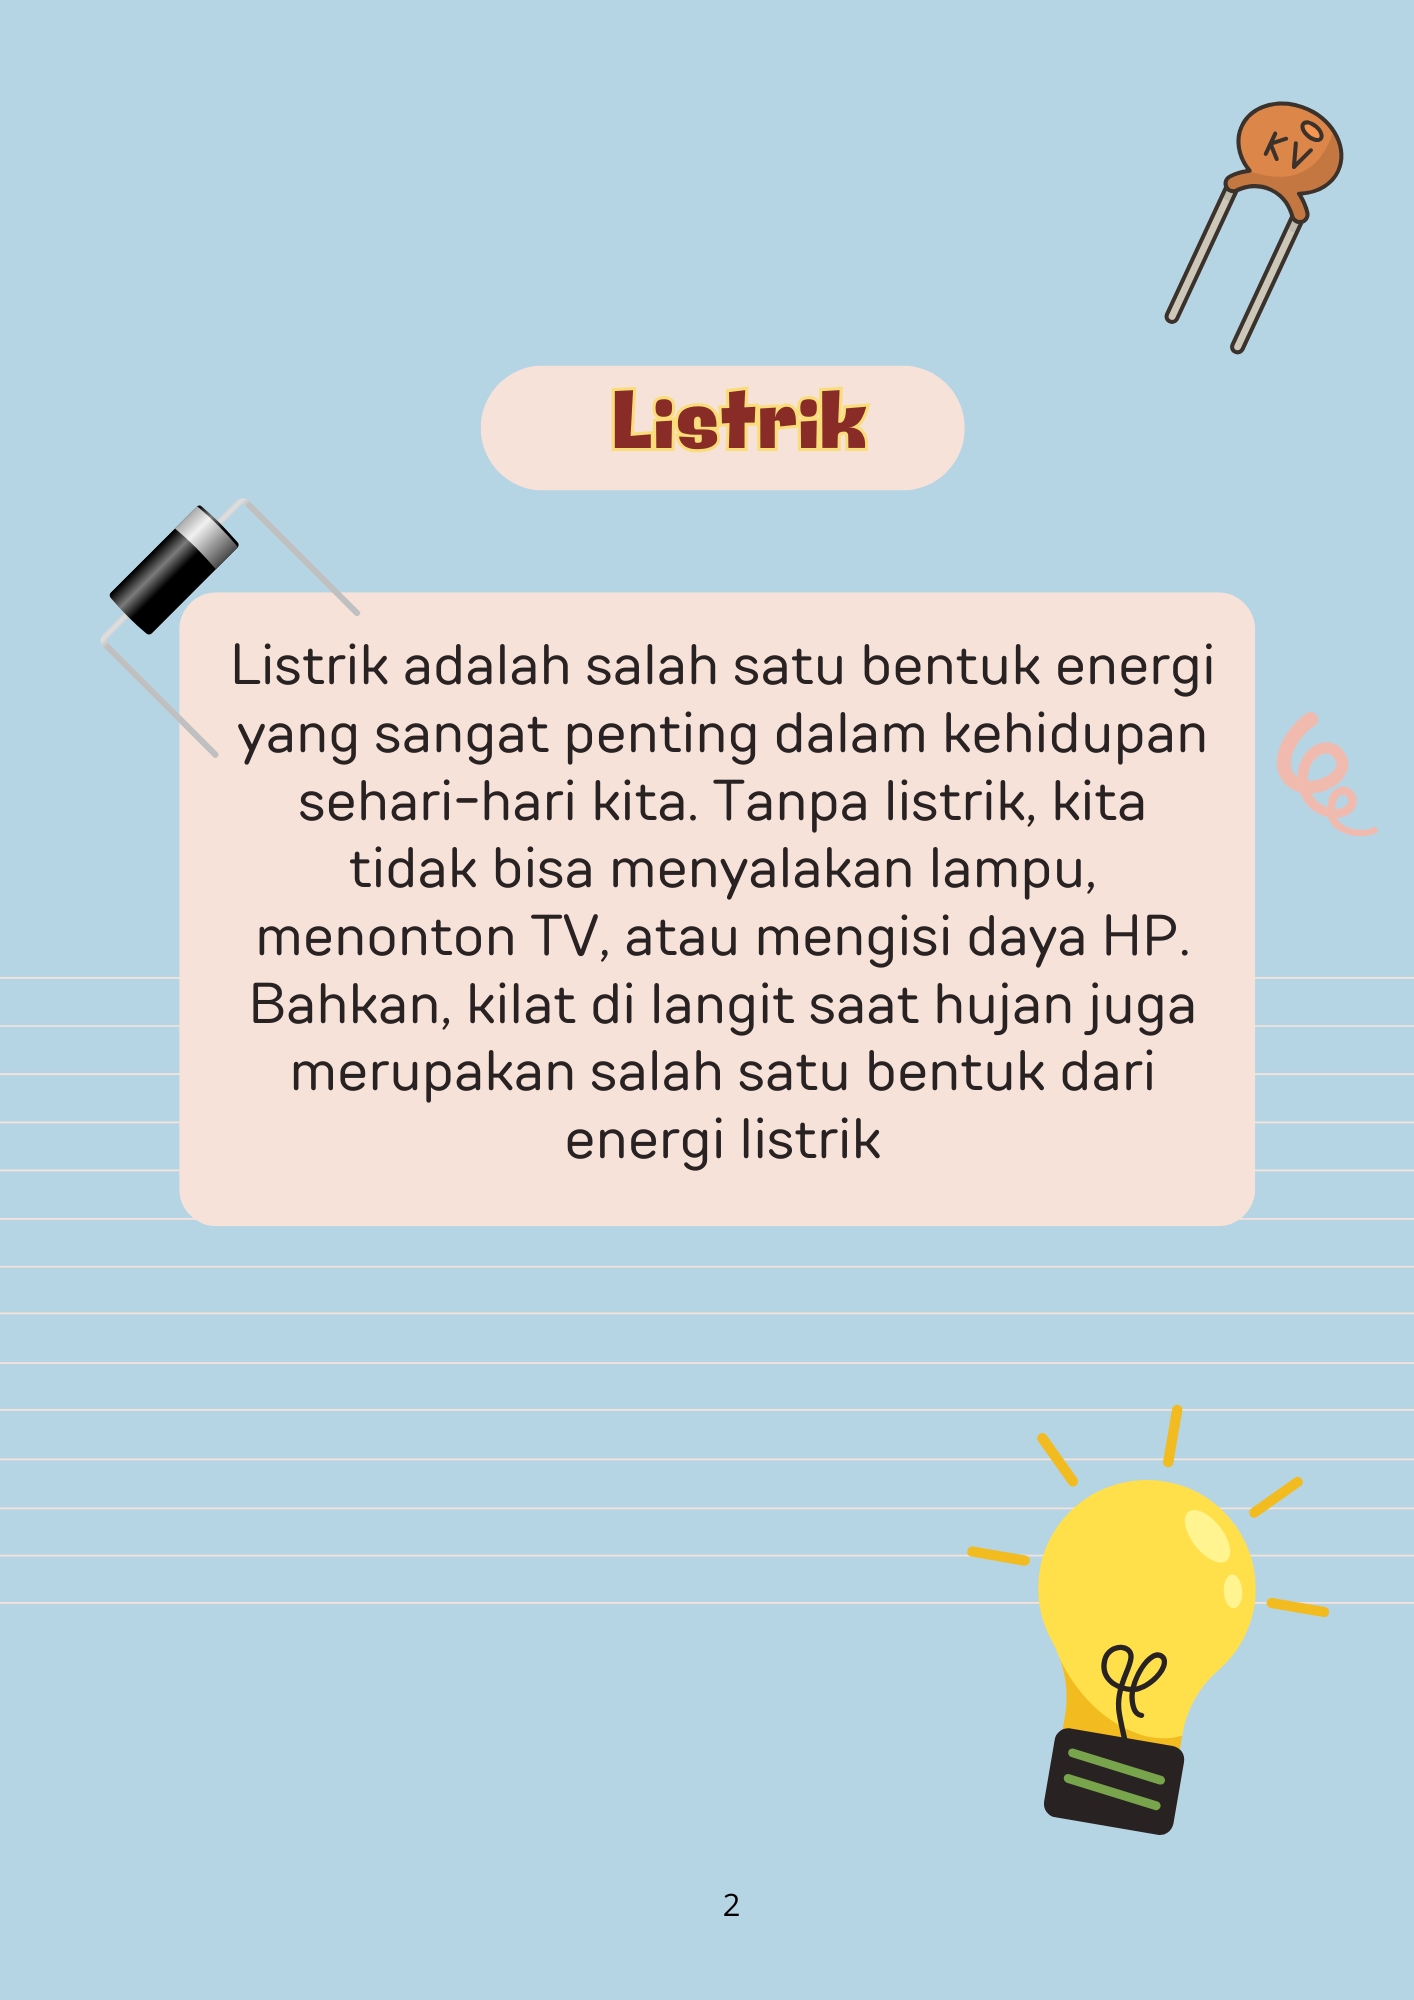 KVO
Listrik
Listrik adalah salah satu bentuk energi
yang sangat penting dalam kehidupan
sehari-hari kita. Tanpa listrik, kita
tidak bisa menyalakan lampu,
menonton TV, atau mengisi daya HP.
Bahkan, kilat di langit saat hujan juga
merupakan salah satu bentuk dari
energi listrik
2